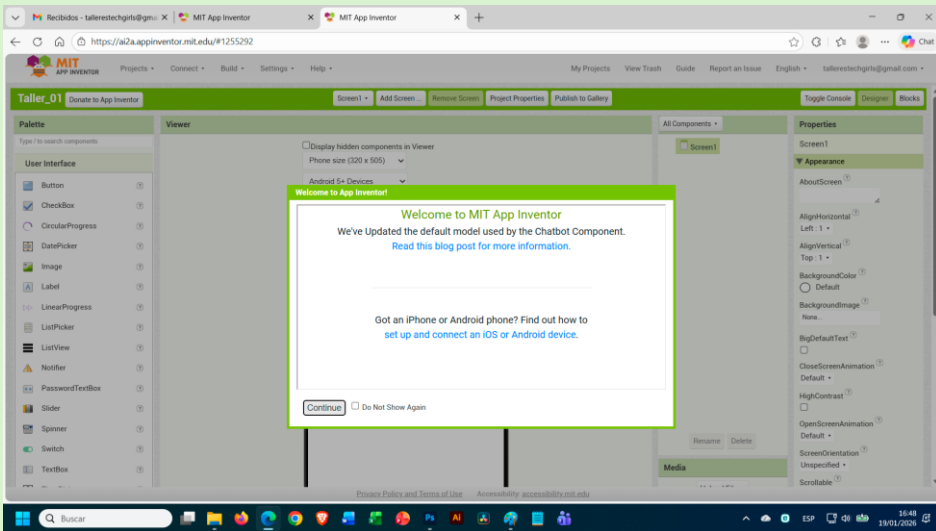 Recibidos - tallerestechgirls@gma
MIT App Inventor
MIT App Inventor
https://ai2a.appinventor.mit.edu/#1255292
Chat
MIT
APP INVENTOR
Projects
Connect
Build
Settings
Help
My Projects
View Trash
Guide
Report an Issue
English
tallerestechgirls@gmail.com
Taller_01
Donate to App Inventor
Screen1
Add Screen ...
Remove Screen
Project Properties
Publish to Gallery
Toggle Console
Designer
Blocks
Palette
Viewer
All Components
Properties
Type / to search components
User Interface
Button
CheckBox
CircularProgress
DatePicker
Image
Label
LinearProgress
ListPicker
ListView
Notifier
PasswordTextBox
Slider
Spinner
Switch
TextBox
Display hidden components in Viewer
Phone size (320 x 505)
Android 5+ Devices
Welcome to App Inventor!
Welcome to MIT App Inventor
We've Updated the default model used by the Chatbot Component.
Read this blog post for more information.
Got an iPhone or Android phone? Find out how to
set up and connect an iOS or Android device.
Continue
Do Not Show Again
Screen1
Rename
Delete
Media
Screen1
Appearance
AboutScreen
AlignHorizontal
Left : 1
AlignVertical
Top : 1
BackgroundColor
Default
BackgroundImage
None...
BigDefaultText
CloseScreenAnimation
Default
HighContrast
OpenScreenAnimation
Default
ScreenOrientation
Unspecified
Scrollable
Privacy Policy and Terms of Use
Accessibility: accessibility.mit.edu
Buscar
ESP
16:48
19/01/2026